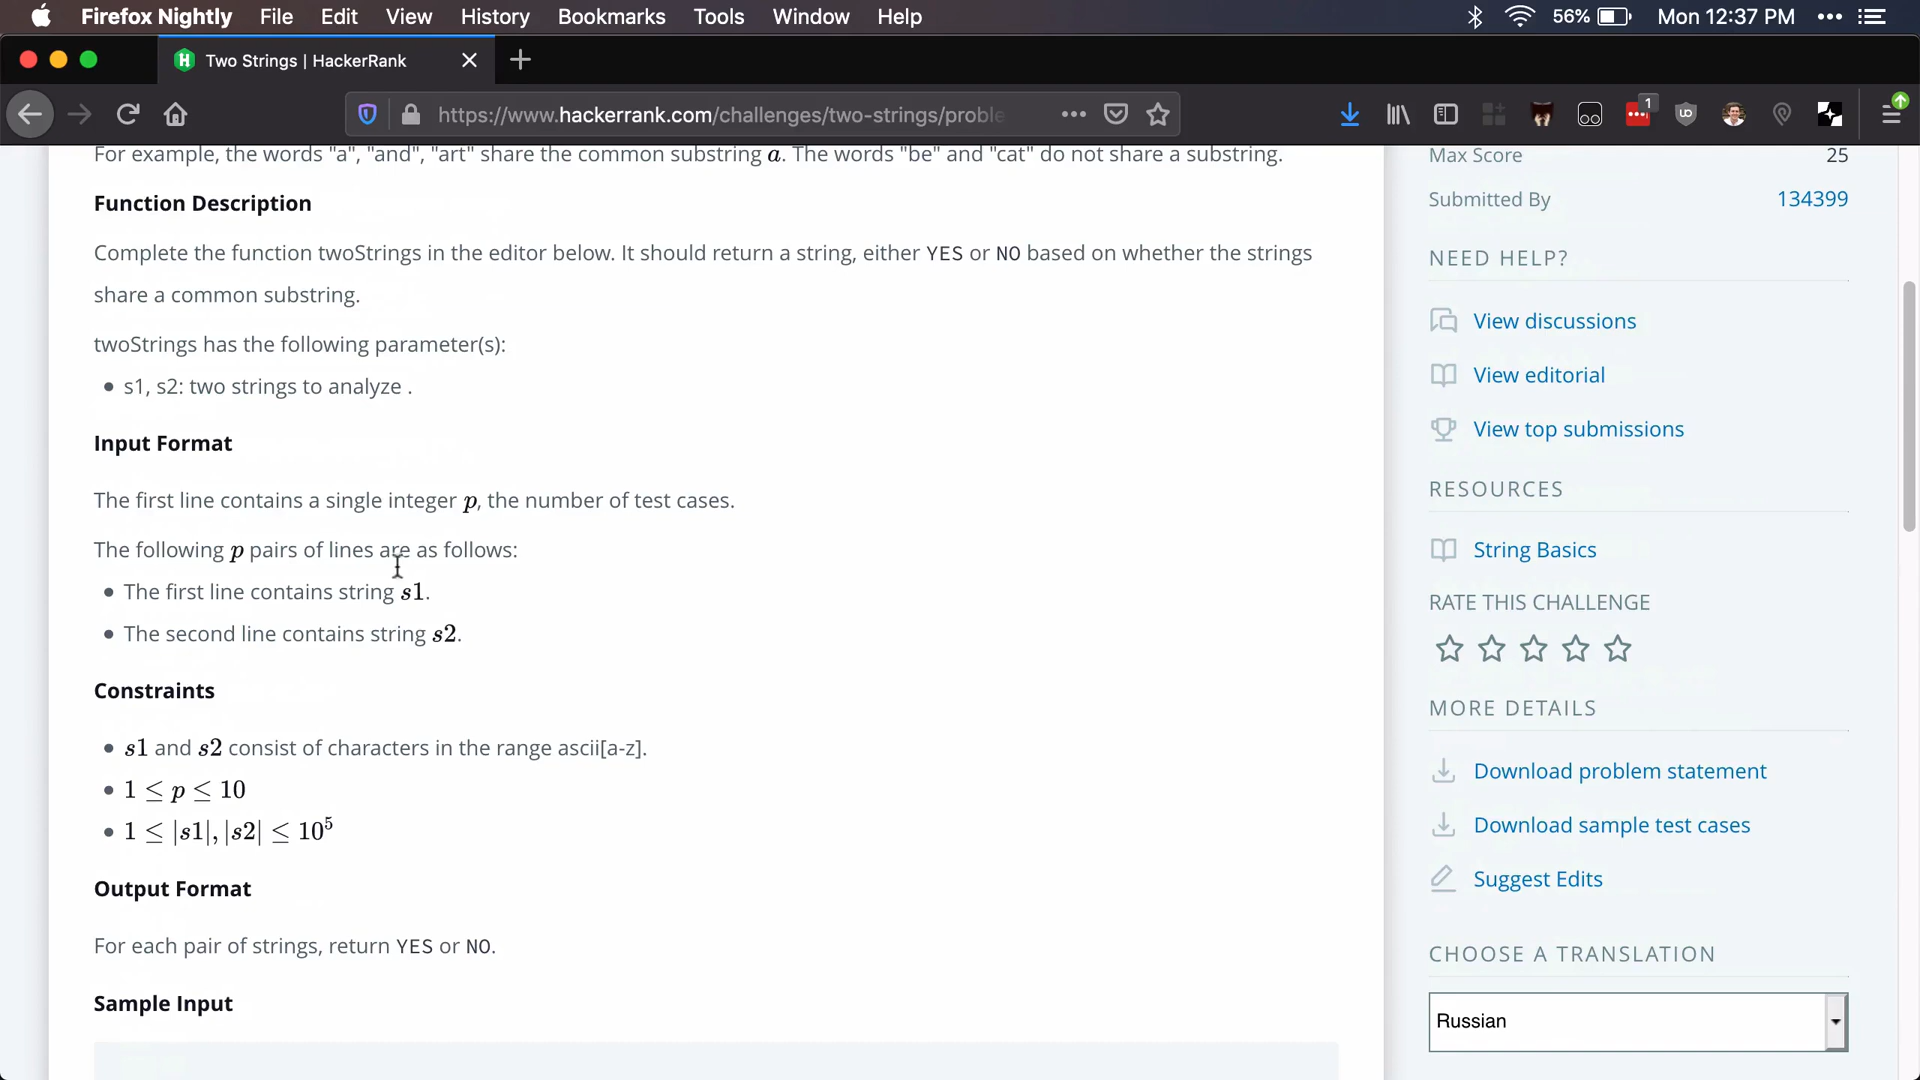 Firefox Nightly File Edit View History Bookmarks Tools Window Help 56% Mon 12:37 PM
Two Strings | HackerRank
https://www.hackerrank.com/challenges/two-strings/proble
1
For example, the words "a", "and", "art" share the common substring a. The words "be" and "cat" do not share a substring.
Function Description
Complete the function twoStrings in the editor below. It should return a string, either YES or NO based on whether the strings
share a common substring.
twoStrings has the following parameter(s):
• s1, s2: two strings to analyze .
Input Format
The first line contains a single integer p, the number of test cases.
The following p pairs of lines are as follows:
• The first line contains string s1.
• The second line contains string s2.
Constraints
• s1 and s2 consist of characters in the range ascii[a-z].
• 1 ≤ p ≤ 10
• 1 ≤ |s1|, |s2| ≤ 10⁵
Output Format
For each pair of strings, return YES or NO.
Sample Input
Max Score 25
Submitted By 134399
NEED HELP?
View discussions
View editorial
View top submissions
RESOURCES
String Basics
RATE THIS CHALLENGE
MORE DETAILS
Download problem statement
Download sample test cases
Suggest Edits
CHOOSE A TRANSLATION
Russian